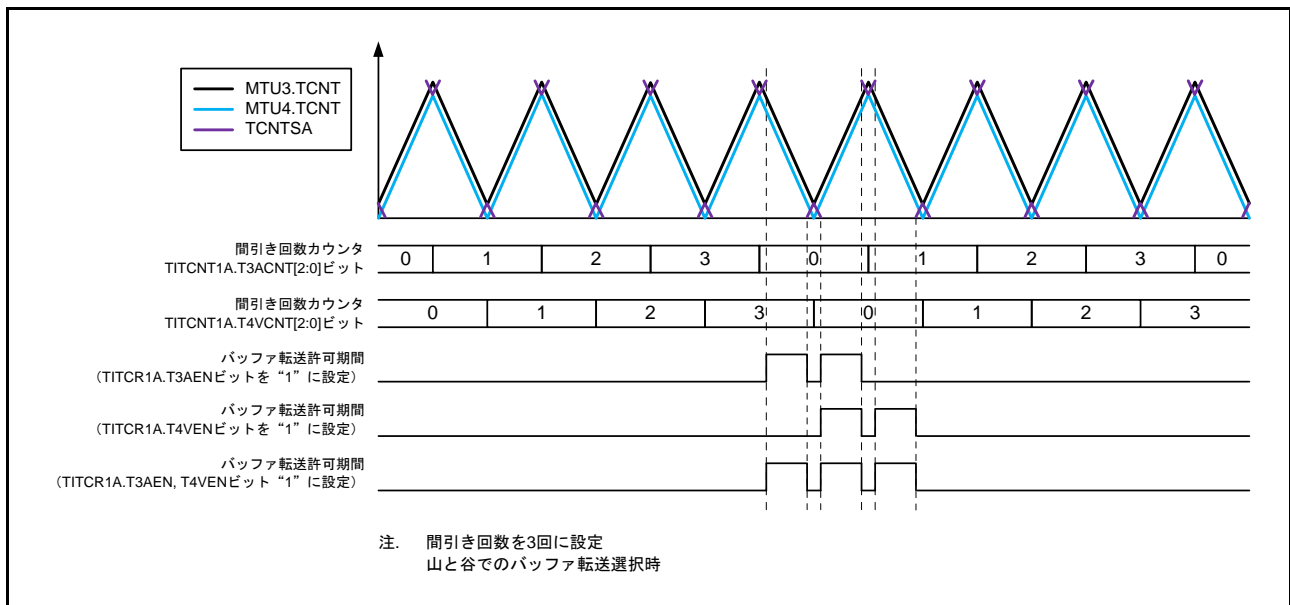 MTU3.TCNT
MTU4.TCNT
TCNTSA
間引き回数カウンタ
TITCNT1A.T3ACNT[2:0]ビット
0 1 2 3 0 1 2 3 0
間引き回数カウンタ
TITCNT1A.T4VCNT[2:0]ビット
0 1 2 3 0 1 2 3
バッファ転送許可期間
（TITCR1A.T3AENビットを“1”に設定）
バッファ転送許可期間
（TITCR1A.T4VENビットを“1”に設定）
バッファ転送許可期間
（TITCR1A.T3AEN, T4VENビット“1”に設定）
注. 間引き回数を3回に設定
山と谷でのバッファ転送選択時